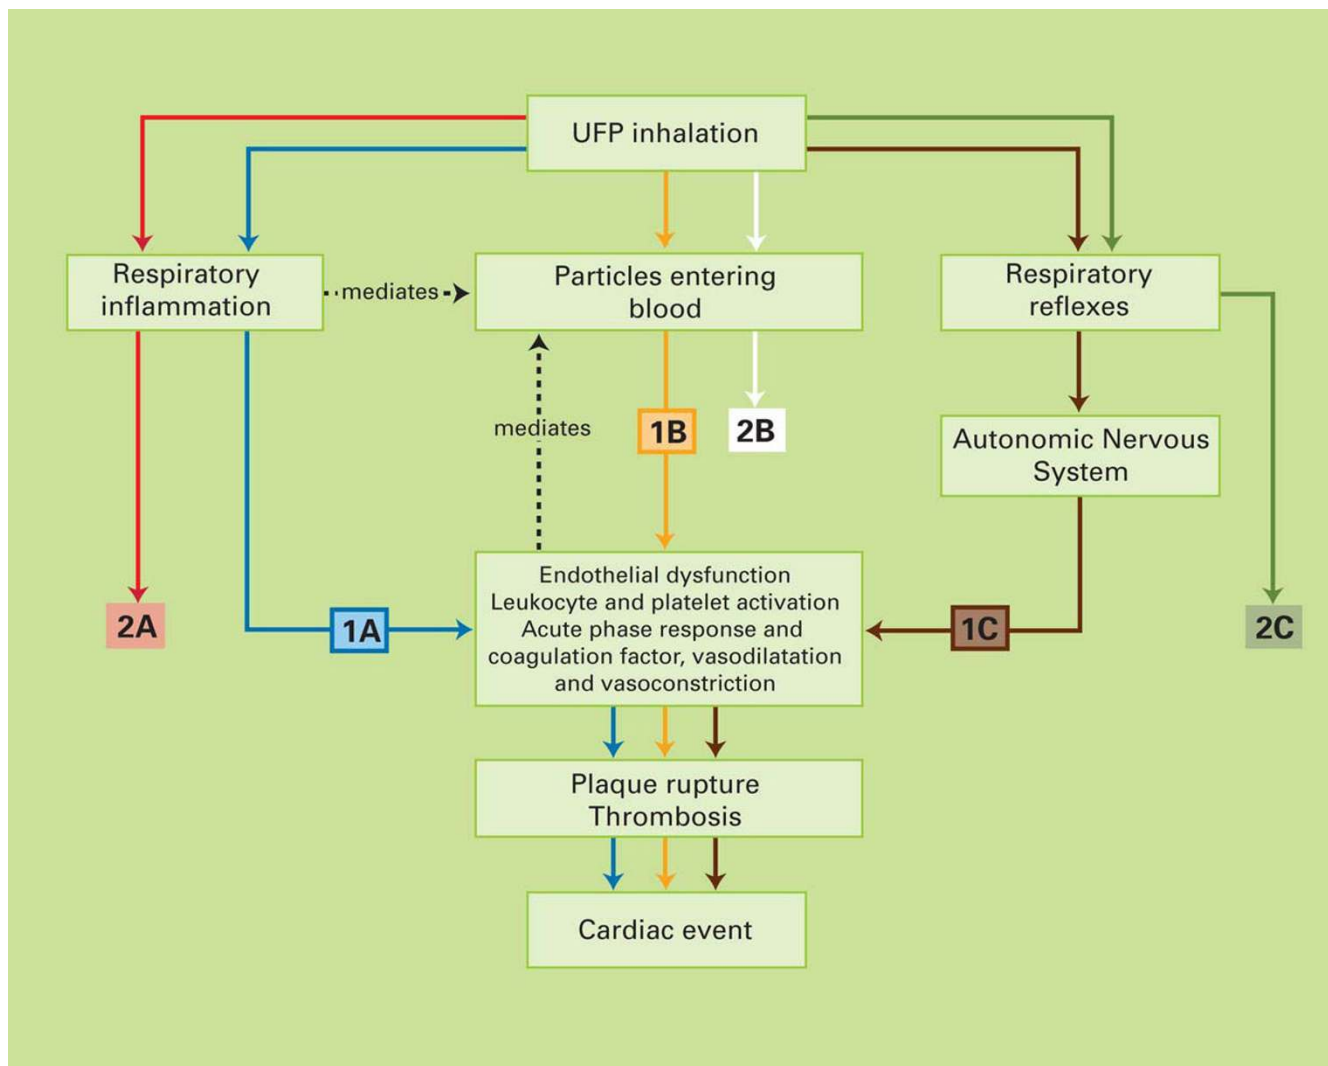 UFP inhalation
Respiratory
inflammation
mediates
Particles entering
blood
Respiratory
reflexes
mediates
1B
2B
Autonomic Nervous
System
2A
1A
Endothelial dysfunction
Leukocyte and platelet activation
Acute phase response and
coagulation factor, vasodilatation
and vasoconstriction
1C
2C
Plaque rupture
Thrombosis
Cardiac event